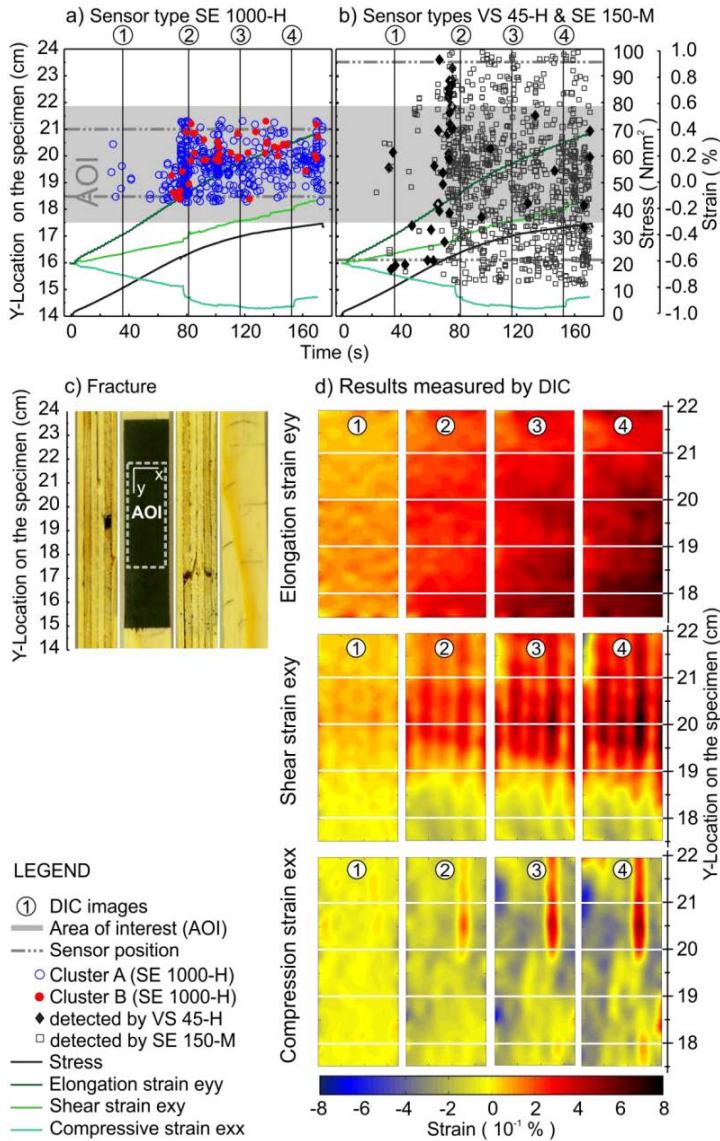 a) Sensor type SE 1000-H
b) Sensor types VS 45-H & SE 150-M
① ② ③ ④
① ② ③ ④
Y-Location on the specimen (cm)
24
23
22
21
20
19
18
17
16
15
14
AOI
0 40 80 120 160
0 40 80 120 160
Time (s)
100
90
80
70
60
50
40
30
20
10
0
Stress ( Nmm²)
1.0
0.8
0.6
0.4
0.2
0.0
-0.2
-0.4
-0.6
-0.8
-1.0
Strain ( % )
c) Fracture
Y-Location on the specimen (cm)
24
23
22
21
20
19
18
17
16
15
14
x
y
AOI
d) Results measured by DIC
Elongation strain eyy
① ② ③ ④
22
21
20
19
18
Shear strain exy
① ② ③ ④
22
21
20
19
18
Compression strain exx
① ② ③ ④
22
21
20
19
18
Y-Location on the specimen (cm)
-8 -6 -4 -2 0 2 4 6 8
Strain ( 10⁻¹ %)
LEGEND
① DIC images
Area of interest (AOI)
Sensor position
Cluster A (SE 1000-H)
Cluster B (SE 1000-H)
detected by VS 45-H
detected by SE 150-M
Stress
Elongation strain eyy
Shear strain exy
Compressive strain exx